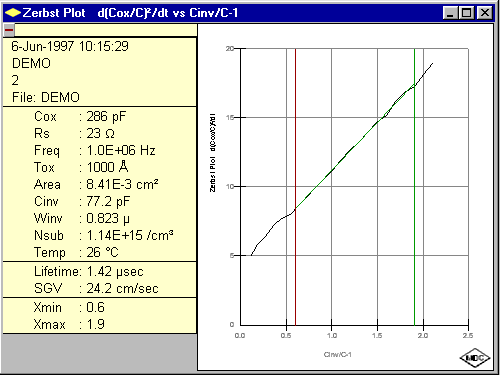 Zerbst Plot d(Cox/C)²/dt vs Cinv/C-1
6-Jun-1997 10:15:29
DEMO
2
File: DEMO
Cox : 286 pF
Rs : 23 Ω
Freq : 1.0E+06 Hz
Tox : 1000 Å
Area : 8.41E-3 cm²
Cinv : 77.2 pF
Winv : 0.823 µ
Nsub : 1.14E+15 /cm³
Temp : 26 °C
Lifetime: 1.42 µsec
SGV : 24.2 cm/sec
Xmin : 0.6
Xmax : 1.9
20
15
10
5
0
Zerbst Plot d(Cox/C)²/dt
0.0 0.5 1.0 1.5 2.0 2.5
Cinv/C-1
MDC